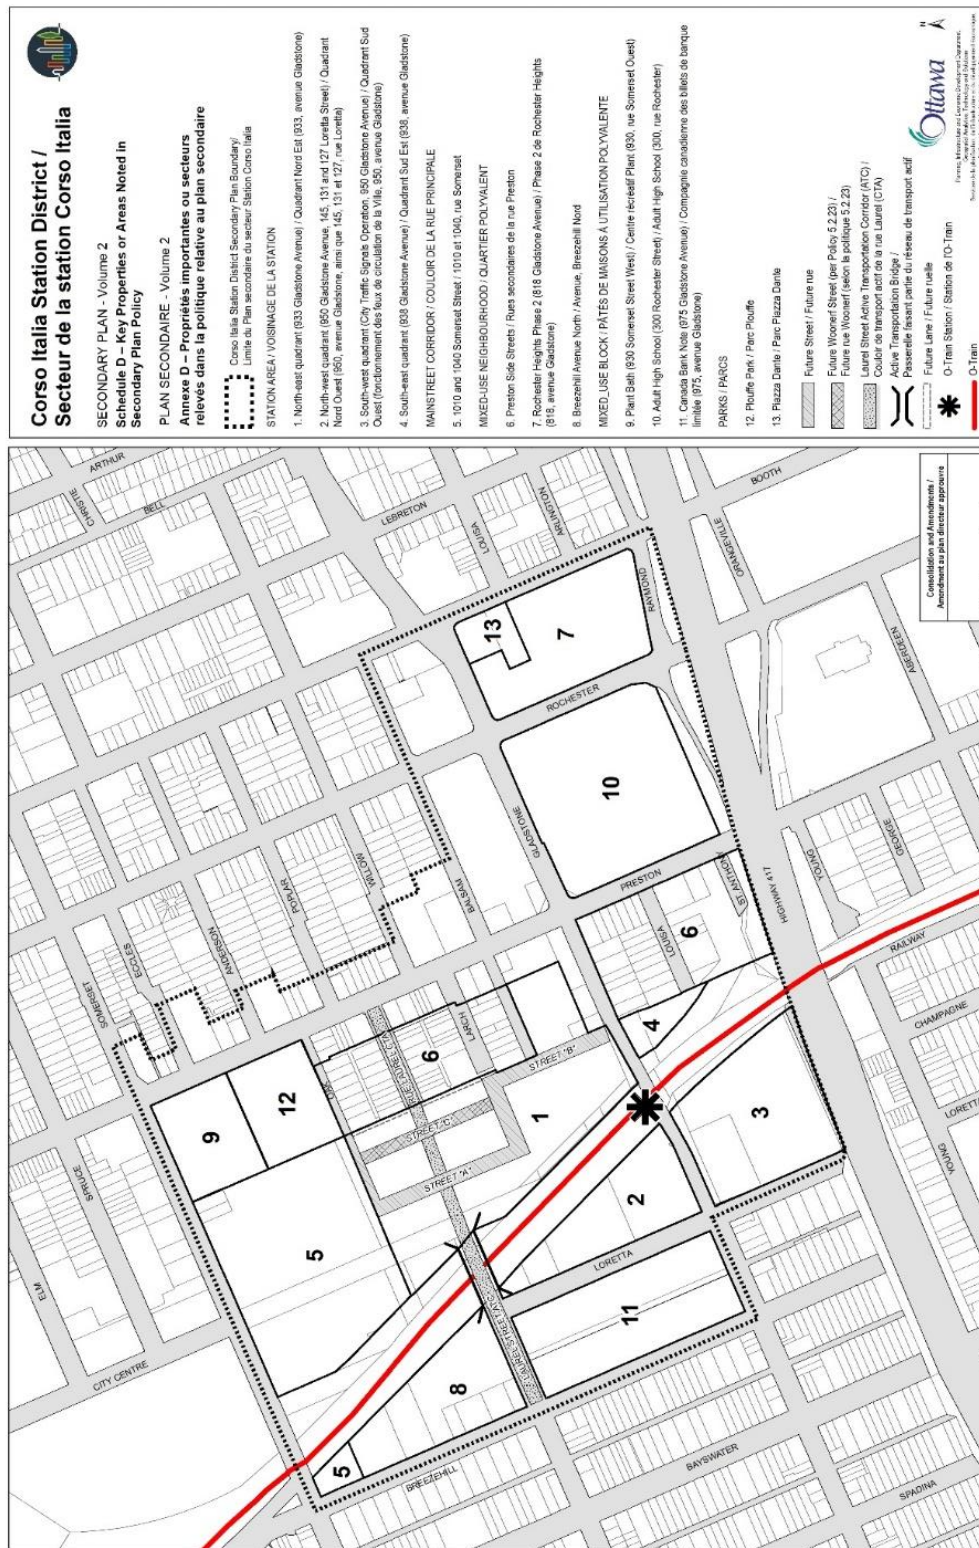 Corso Italia Station District /
Secteur de la station Corso Italia
SECONDARY PLAN - Volume 2
Schedule D – Key Properties or Areas Noted in
Secondary Plan Policy
PLAN SECONDAIRE - Volume 2
Annexe D – Propriétés importantes ou secteurs
relevés dans la politique relative au plan secondaire
Corso Italia Station District Secondary Plan Boundary/
Limite du Plan secondaire du secteur Station Corso Italia
STATION AREA / VOISINAGE DE LA STATION
1. North-east quadrant (933 Gladstone Avenue) / Quadrant Nord Est (933, avenue Gladstone)
2. North-west quadrant (950 Gladstone Avenue, 145, 131 and 127 Loretta Street) / Quadrant
Nord Ouest (950, avenue Gladstone, ainsi que 145, 131 et 127, rue Loretta)
3. South-west quadrant (City Traffic Signals Operation, 950 Gladstone Avenue) / Quadrant Sud
Ouest (fonctionnement des feux de circulation de la Ville, 950, avenue Gladstone)
4. South-east quadrant (938 Gladstone Avenue) / Quadrant Sud Est (938, avenue Gladstone)
MAINSTREET CORRIDOR / COULOIR DE LA RUE PRINCIPALE
5. 1010 and 1040 Somerset Street / 1010 et 1040, rue Somerset
MIXED-USE NEIGHBOURHOOD / QUARTIER POLYVALENT
6. Preston Side Streets / Rues secondaires de la rue Preston
7. Rochester Heights Phase 2 (818 Gladstone Avenue) / Phase 2 de Rochester Heights
(818, avenue Gladstone)
8. Breezehill Avenue North / Avenue, Breezehill Nord
MIXED_USE BLOCK / PÂTÉS DE MAISONS À UTILISATION POLYVALENTE
9. Plant Bath (930 Somerset Street West) / Centre récréatif Plant (930, rue Somerset Ouest)
10. Adult High School (300 Rochester Street) / Adult High School (300, rue Rochester)
11. Canada Bank Note (975 Gladstone Avenue) / Compagnie canadienne des billets de banque
limitée (975, avenue Gladstone)
PARKS / PARCS
12. Plouffe Park / Parc Plouffe
13. Piazza Dante / Parc Piazza Dante
Future Street / Future rue
Future Woonerf Street (per Policy 5.2.23) /
Future rue Woonerf (selon la politique 5.2.23)
Laurel Street Active Transportation Corridor (ATC) /
Couloir de transport actif de la rue Laurel (CTA)
Active Transportation Bridge /
Passerelle faisant partie du réseau de transport actif
Future Lane / Future ruelle
O-Train Station / Station de l'O-Train
O-Train
Ottawa
N
CHRISTIE
ARTHUR
BELL
LEBRETON
LOUISA
ARLINGTON
BOOTH
SOMERSET
ECCLES
ANDERSON
POPLAR
WILLOW
BALSAM
GLADSTONE
ROCHESTER
RAYMOND
ORANGEVILLE
ABERDEEN
13
7
10
ELM
SPRUCE
CITY CENTRE
9
12
OAK
RUE LAUREL CTA
LARCH
6
PRESTON
LOUISA
6
ST ANTHONY
HIGHWAY 417
YOUNG
GEORGE
RAILWAY
CHAMPAGNE
LORETTA
YOUNG
5
STREET "A"
STREET "C"
STREET "B"
1
4
3
2
LORETTA
LAUREL STREET ATC
11
8
5
BREEZEHILL
BAYSWATER
SPADINA
Consolidation and Amendments /
Amendment au plan directeur approuvre